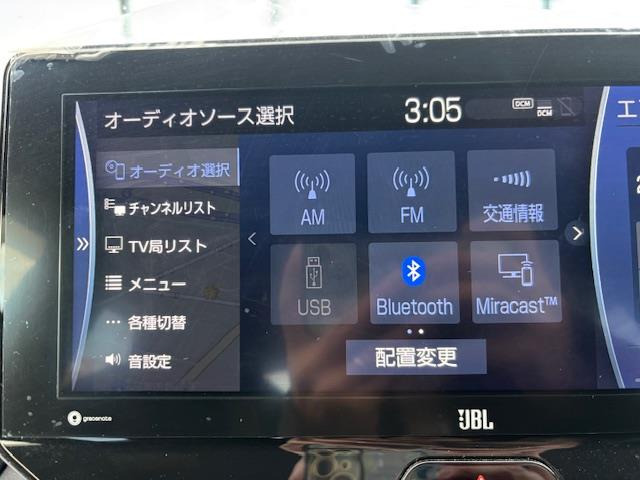 オーディオソース選択
3:05
DCM
DCM
エ
オーディオ選択
チャンネルリスト
TV局リスト
メニュー
各種切替
音設定
AM
FM
交通情報
USB
Bluetooth
Miracast™
配置変更
gracenote
JBL